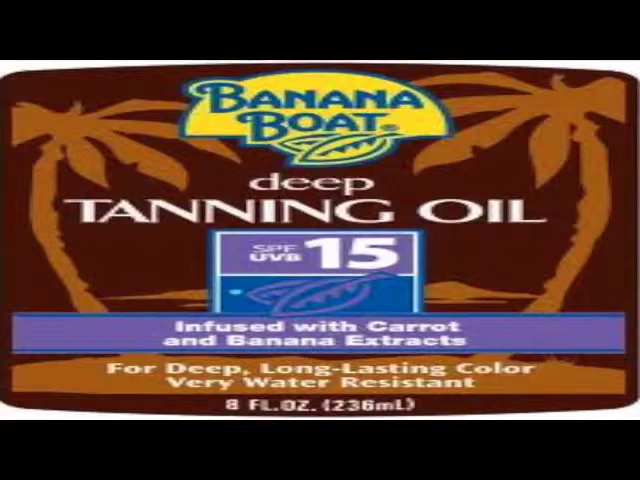 BANANA
BOAT®
deep
TANNING OIL
SPF
UVB 15
Infused with Carrot
and Banana Extracts
For Deep, Long-Lasting Color
Very Water Resistant
8 FL.OZ. (236mL)